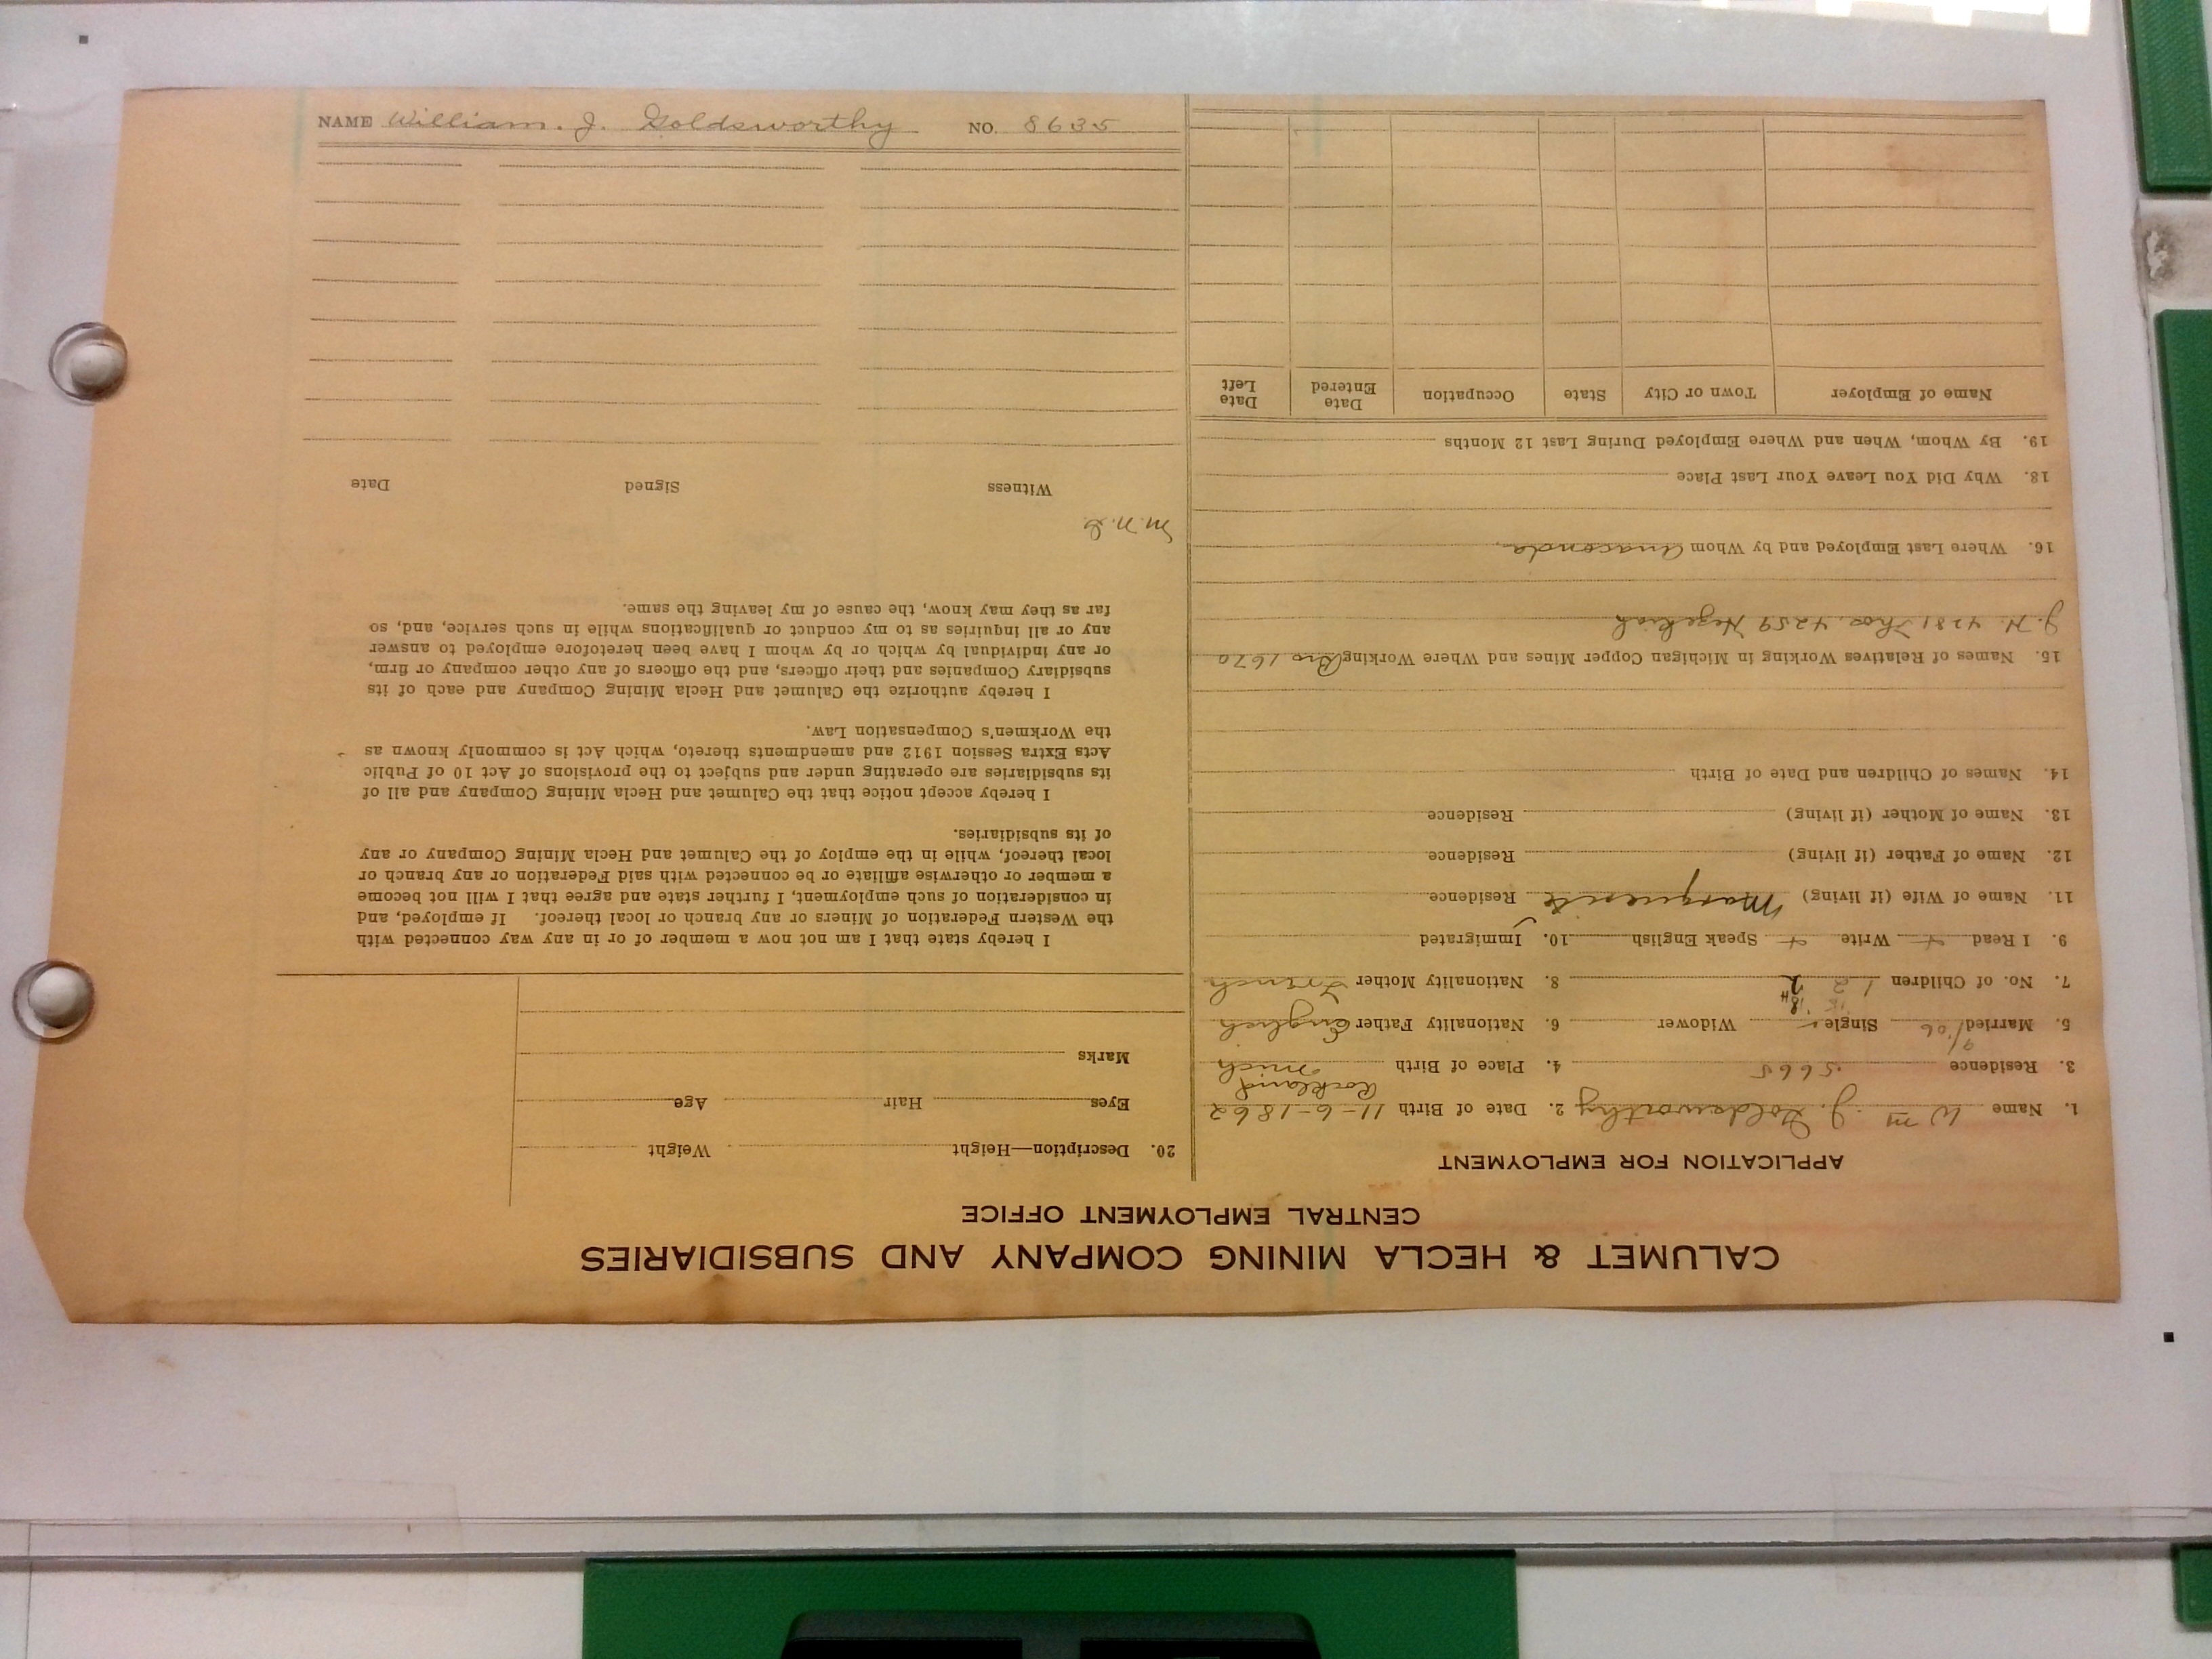 CALUMET & HECLA MINING COMPANY AND SUBSIDIARIES
CENTRAL EMPLOYMENT OFFICE
APPLICATION FOR EMPLOYMENT
1. Name Wm J. Goldsworthy 2. Date of Birth 11-6-1862
Rockland
3. Residence 5665 4. Place of Birth Mich
5. Married 9/06 Single Widower 6. Nationality Father English
7. No. of Children 1 2 8. Nationality Mother French
9. I Read + Write + Speak English 10. Immigrated
11. Name of Wife (if living) Marguerite Residence
12. Name of Father (if living) Residence
13. Name of Mother (if living) Residence
14. Names of Children and Date of Birth
15. Names of Relatives Working in Michigan Copper Mines and Where Working Bro 1670
J. H. 4281 Thos. 4259 Hezekiah
16. Where Last Employed and by Whom Anaconda
18. Why Did You Leave Your Last Place
19. By Whom, When and Where Employed During Last 12 Months
Name of Employer Town or City State Occupation Date Entered Date Left
20. Description—Height Weight
Eyes Hair Age
Marks
I hereby state that I am not now a member of or in any way connected with
the Western Federation of Miners or any branch or local thereof. If employed, and
in consideration of such employment, I further state and agree that I will not become
a member or otherwise affiliate or be connected with said Federation or any branch or
local thereof, while in the employ of the Calumet and Hecla Mining Company or any
of its subsidiaries.
I hereby accept notice that the Calumet and Hecla Mining Company and all of
its subsidiaries are operating under and subject to the provisions of Act 10 of Public
Acts Extra Session 1912 and amendments thereto, which Act is commonly known as
the Workmen's Compensation Law.
I hereby authorize the Calumet and Hecla Mining Company and each of its
subsidiary Companies and their officers, and the officers of any other company or firm,
or any individual by which or by whom I have been heretofore employed to answer
any or all inquiries as to my conduct or qualifications while in such service, and, so
far as they may know, the cause of my leaving the same.
Witness Signed Date
NAME William. J. Goldsworthy NO. 8635